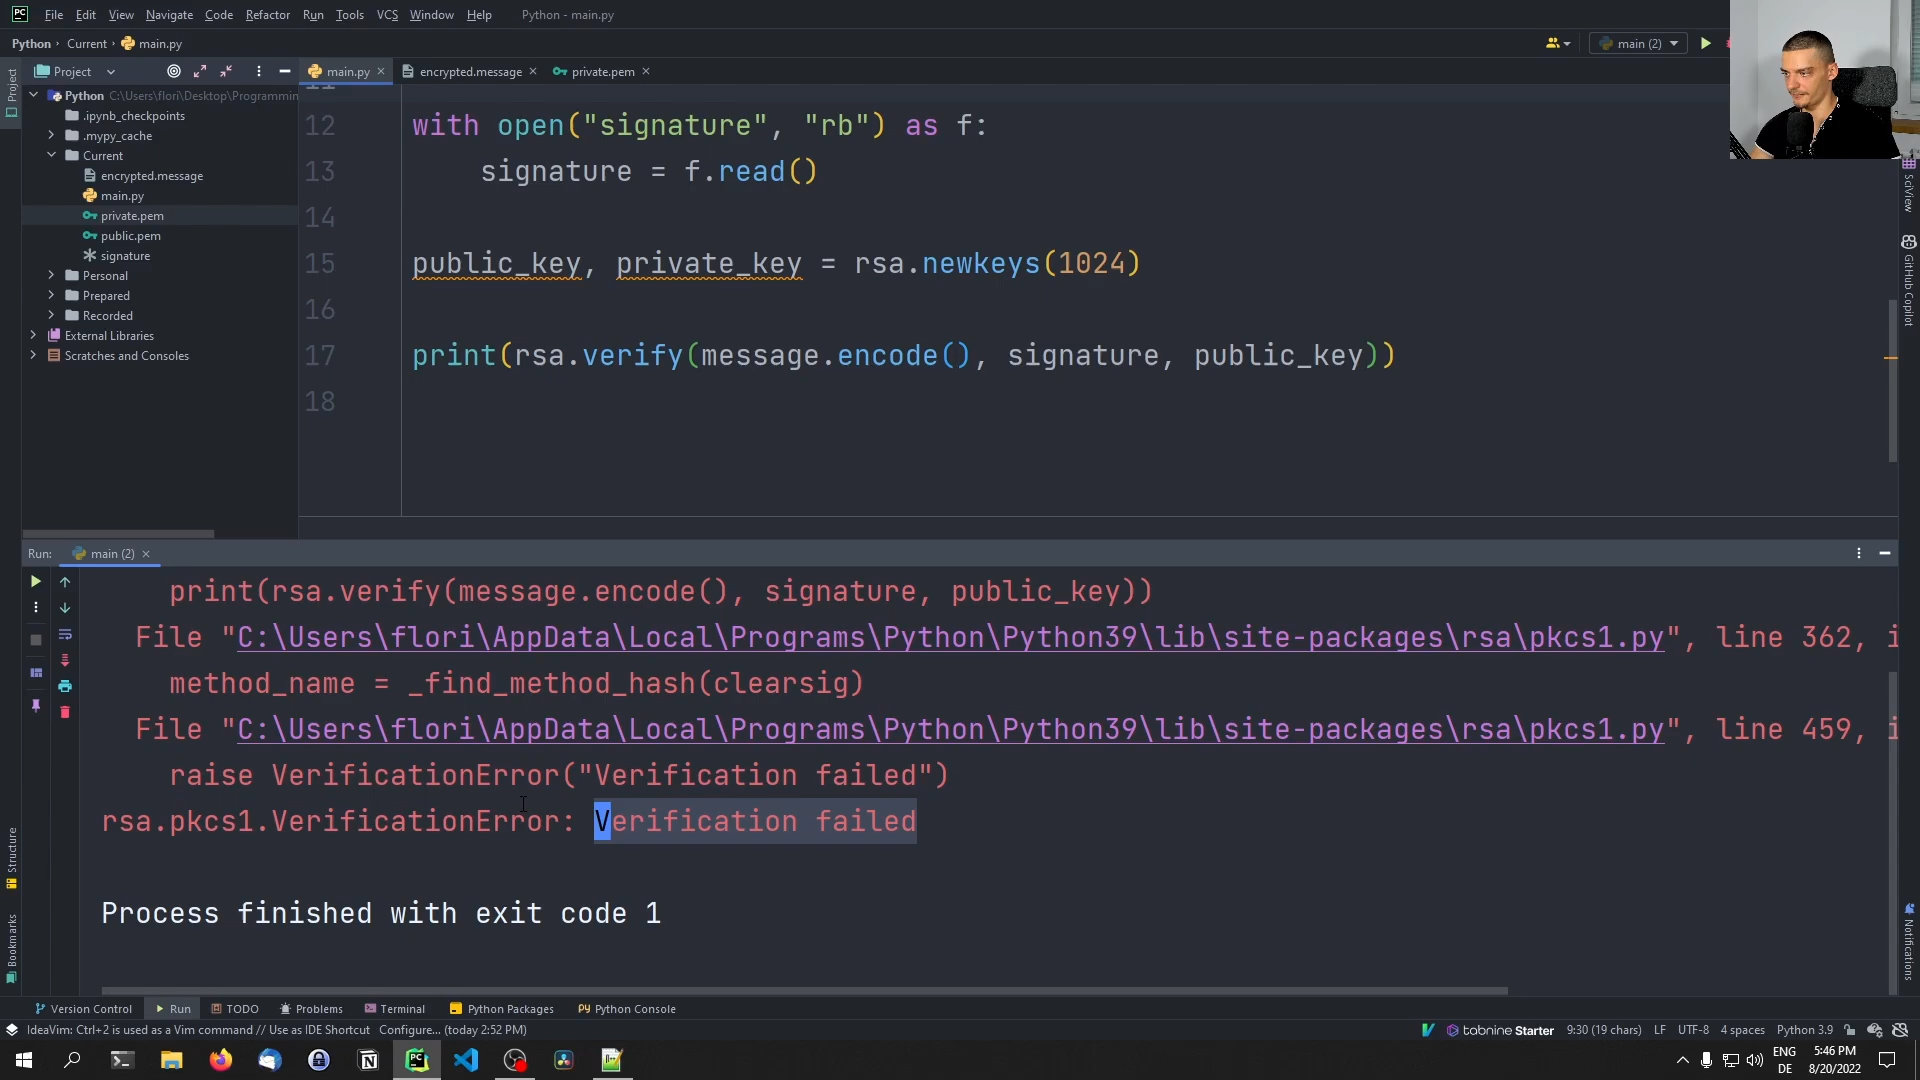 File Edit View Navigate Code Refactor Run Tools VCS Window Help Python - main.py
Python Current main.py
main (2)
Project
main.py
encrypted.message
private.pem
Project
Python C:\Users\flori\Desktop\Programmin
.ipynb_checkpoints
.mypy_cache
Current
encrypted.message
main.py
private.pem
public.pem
signature
Personal
Prepared
Recorded
External Libraries
Scratches and Consoles
12 with open("signature", "rb") as f:
13 signature = f.read()
14
15 public_key, private_key = rsa.newkeys(1024)
16
17 print(rsa.verify(message.encode(), signature, public_key))
18
SciView
GitHub Copilot
Run: main (2)
print(rsa.verify(message.encode(), signature, public_key))
File "C:\Users\flori\AppData\Local\Programs\Python\Python39\lib\site-packages\rsa\pkcs1.py", line 362, i
method_name = _find_method_hash(clearsig)
File "C:\Users\flori\AppData\Local\Programs\Python\Python39\lib\site-packages\rsa\pkcs1.py", line 459, i
raise VerificationError("Verification failed")
rsa.pkcs1.VerificationError: Verification failed
Process finished with exit code 1
Structure
Bookmarks
Notifications
Version Control Run TODO Problems Terminal Python Packages Python Console
IdeaVim: Ctrl+2 is used as a Vim command // Use as IDE Shortcut Configure... (today 2:52 PM)
tabnine Starter 9:30 (19 chars) LF UTF-8 4 spaces Python 3.9
ENG
DE
5:46 PM
8/20/2022